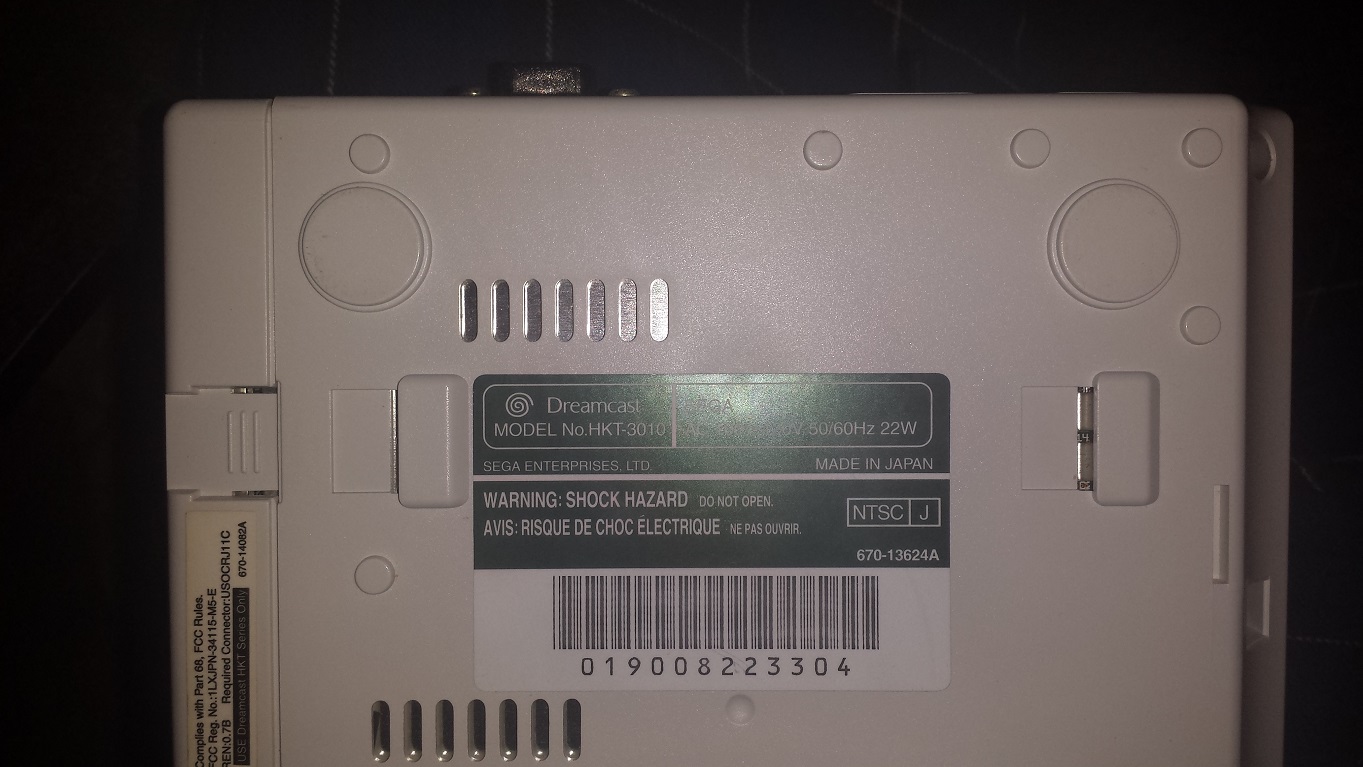 Dreamcast
SEGA
MODEL No.HKT-3010
50/60Hz 22W
SEGA ENTERPRISES, LTD.
MADE IN JAPAN
WARNING: SHOCK HAZARD DO NOT OPEN.
AVIS: RISQUE DE CHOC ÉLECTRIQUE NE PAS OUVRIR.
NTSC J
670-13624A
019008223304
Complies with Part 68, FCC Rules.
FCC Reg. No.:1LXJPN-34115-M5-E
REN:0.7B Required Connector:USOCRJ11C
USE Dreamcast HKT Series Only 670-14082A